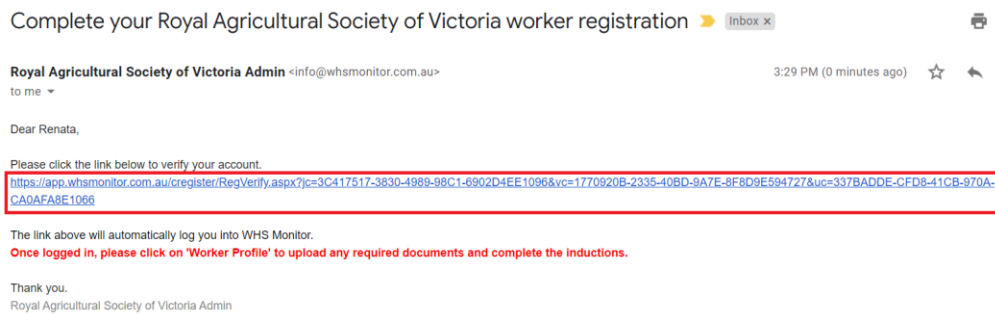 Complete your Royal Agricultural Society of Victoria worker registration Inbox ×
Royal Agricultural Society of Victoria Admin <info@whsmonitor.com.au> 3:29 PM (0 minutes ago)
to me
Dear Renata,
Please click the link below to verify your account.
https://app.whsmonitor.com.au/cregister/RegVerify.aspx?jc=3C417517-3830-4989-98C1-6902D4EE1096&vc=1770920B-2335-40BD-9A7E-8F8D9E594727&uc=337BADDE-CFD8-41CB-970A-
CA0AFA8E1066
The link above will automatically log you into WHS Monitor.
Once logged in, please click on 'Worker Profile' to upload any required documents and complete the inductions.
Thank you.
Royal Agricultural Society of Victoria Admin